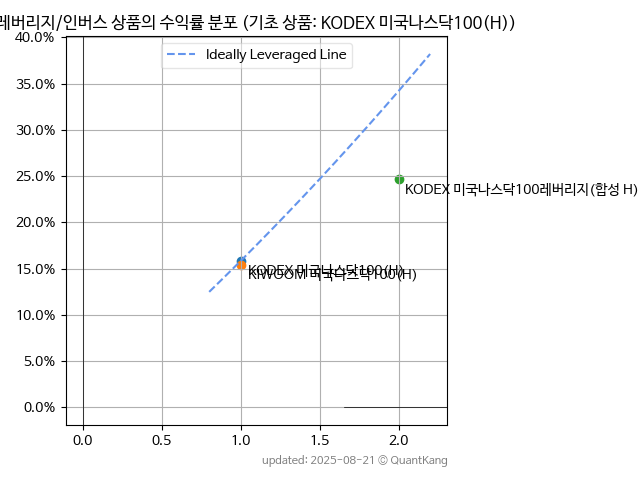 레버리지/인버스 상품의 수익률 분포 (기초 상품: KODEX 미국나스닥100(H))
40.0%
Ideally Leveraged Line
35.0%
30.0%
25.0%
KODEX 미국나스닥100레버리지(합성 H)
20.0%
15.0%
KODEX 미국나스닥100(H)
KIWOOM 미국나스닥100(H)
10.0%
5.0%
0.0%
0.0 0.5 1.0 1.5 2.0
updated: 2025-08-21 © QuantKang